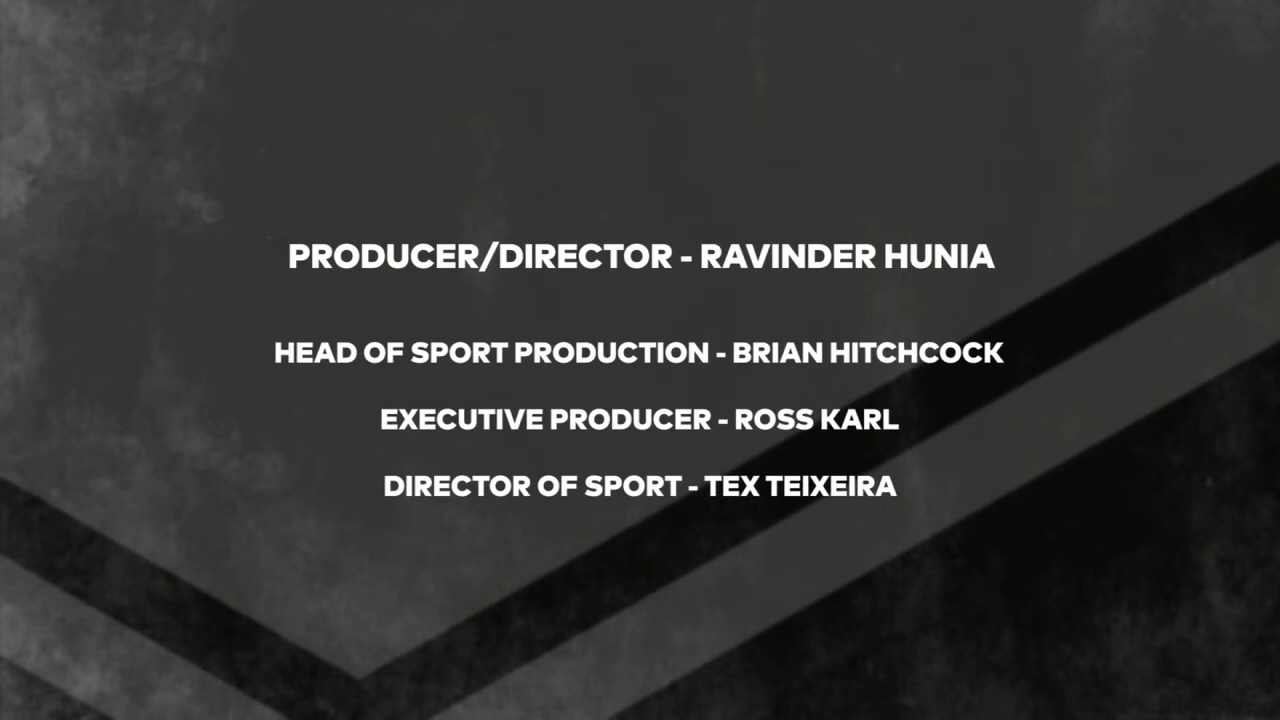 PRODUCER/DIRECTOR - RAVINDER HUNIA
HEAD OF SPORT PRODUCTION - BRIAN HITCHCOCK
EXECUTIVE PRODUCER - ROSS KARL
DIRECTOR OF SPORT - TEX TEIXEIRA